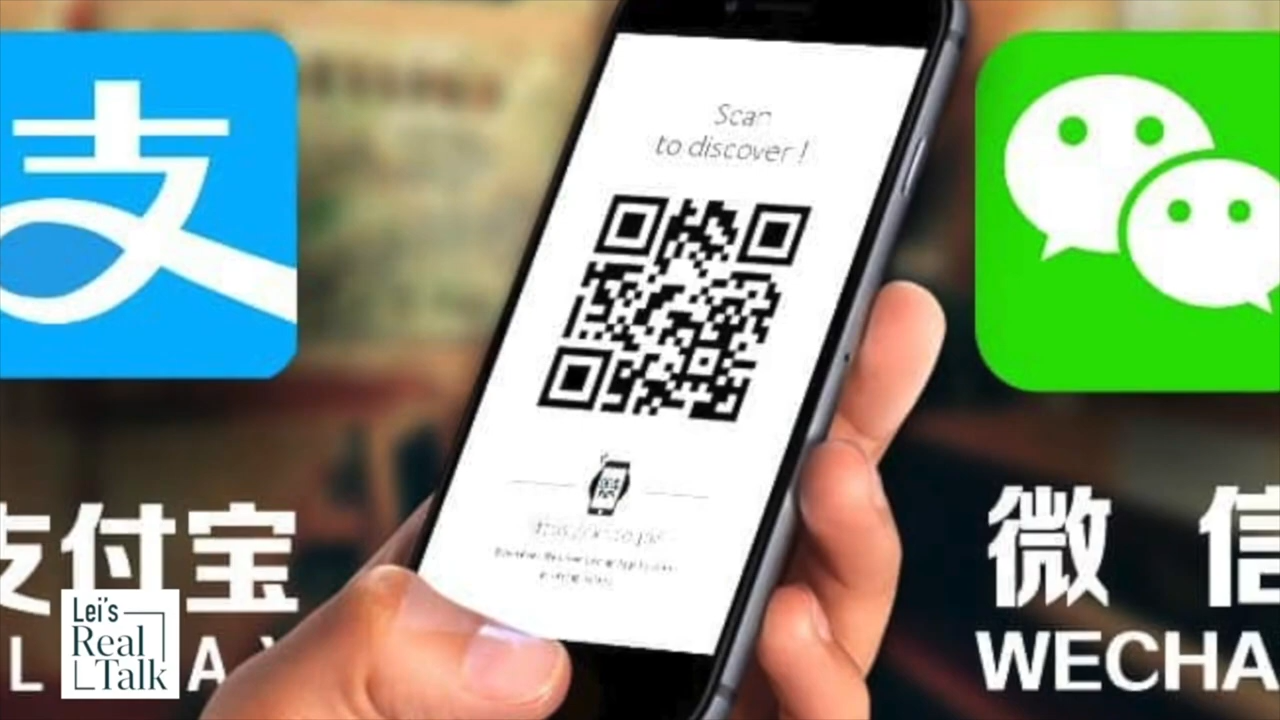 支
Scan
to discover !
支付宝
微 信
WECHA
Lei's
Real
Talk